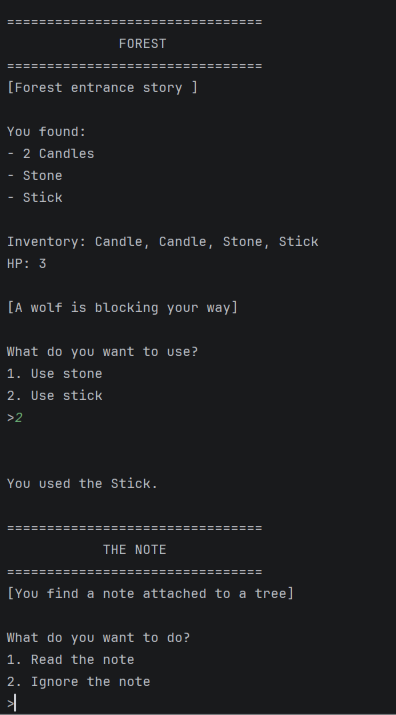 ================================
FOREST
================================
[Forest entrance story ]
You found:
- 2 Candles
- Stone
- Stick
Inventory: Candle, Candle, Stone, Stick
HP: 3
[A wolf is blocking your way]
What do you want to use?
1. Use stone
2. Use stick
>2
You used the Stick.
================================
THE NOTE
================================
[You find a note attached to a tree]
What do you want to do?
1. Read the note
2. Ignore the note
>